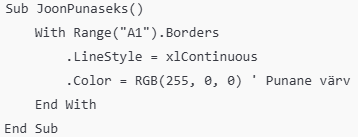 Sub JoonPunaseks()
    With Range("A1").Borders
        .LineStyle = xlContinuous
        .Color = RGB(255, 0, 0) ' Punane värv
    End With
End Sub